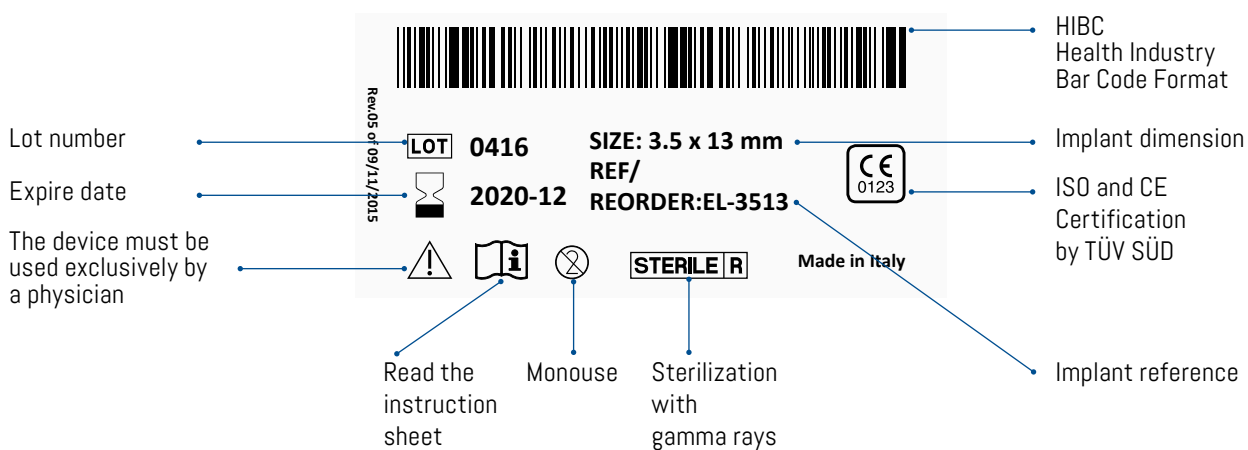 HIBC
Health Industry
Bar Code Format
Rev.05 of 09/11/2015
Lot number
LOT 0416
SIZE: 3.5 x 13 mm
Implant dimension
REF/
REORDER:EL-3513
Expire date
2020-12
CE
0123
ISO and CE
Certification
by TÜV SÜD
The device must be
used exclusively by
a physician
i
2
STERILE R
Made in Italy
Read the
instruction
sheet
Monouse
Sterilization
with
gamma rays
Implant reference